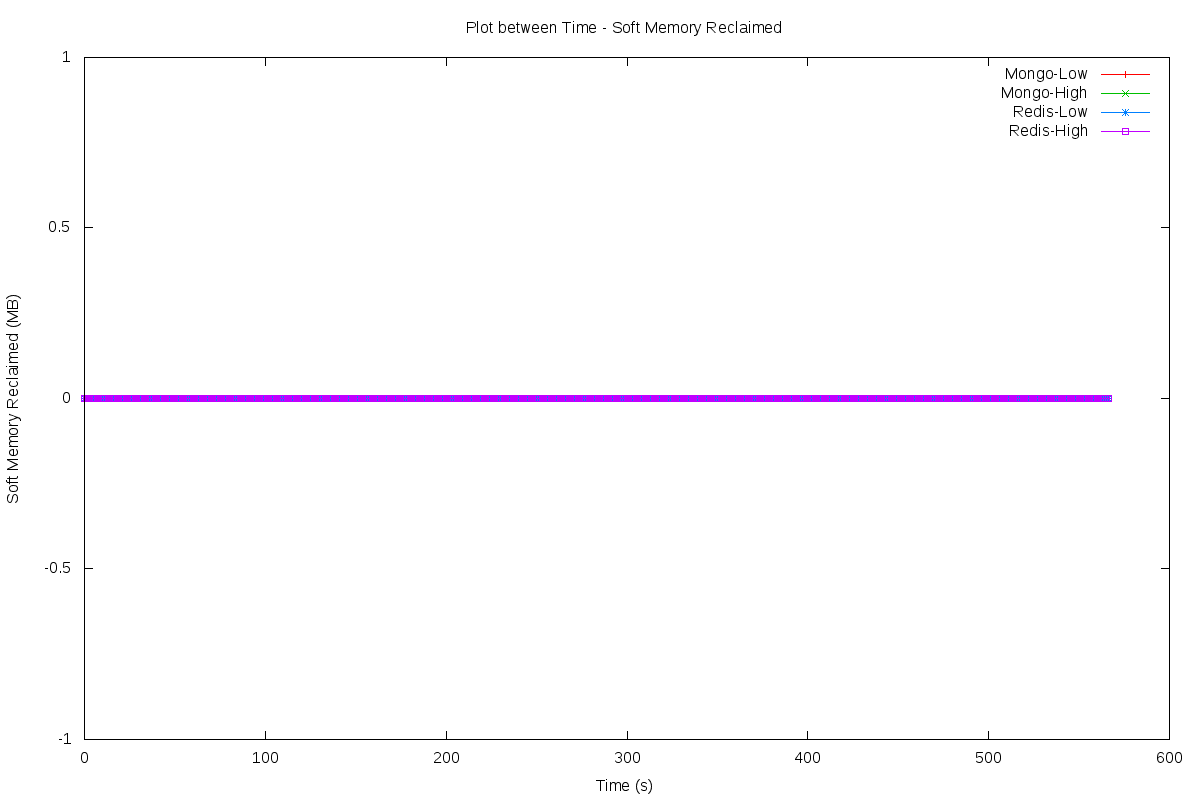 Plot between Time - Soft Memory Reclaimed
1
Mongo-Low
Mongo-High
Redis-Low
Redis-High
0.5
Soft Memory Reclaimed (MB)
0
-0.5
-1
0 100 200 300 400 500 600
Time (s)